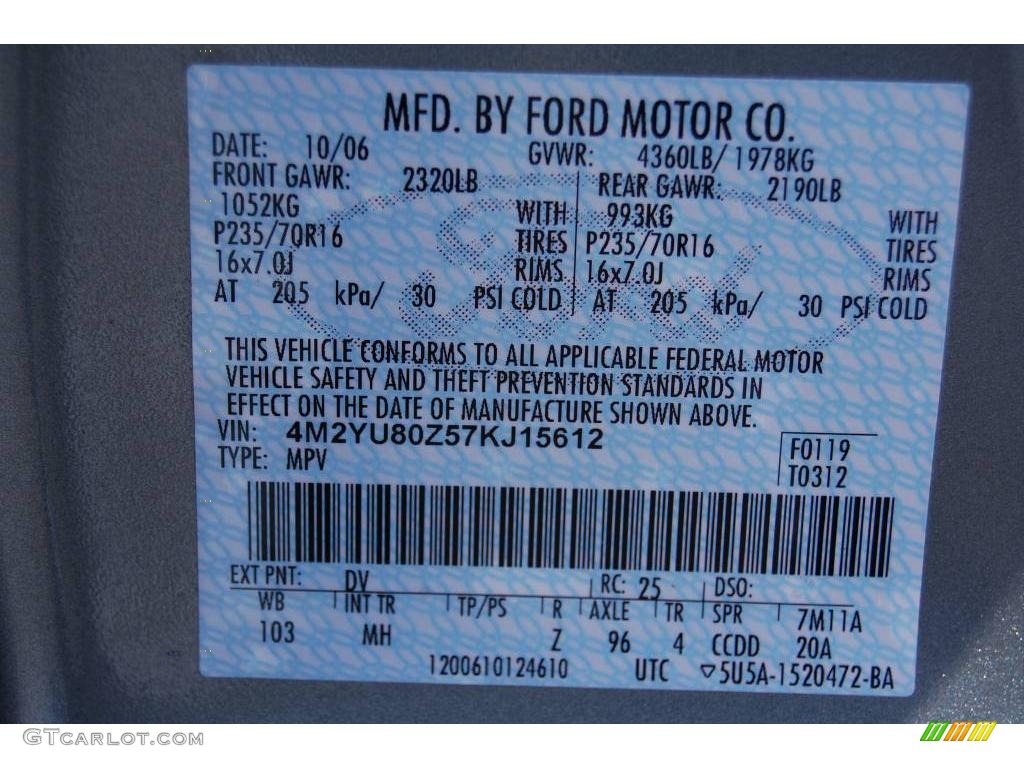 MFD. BY FORD MOTOR CO.
DATE: 10/06 GVWR: 4360LB/ 1978KG
FRONT GAWR: 2320LB REAR GAWR: 2190LB
1052KG WITH 993KG WITH
P235/70R16 TIRES P235/70R16 TIRES
16x7.0J RIMS 16x7.0J RIMS
AT 205 kPa/ 30 PSI COLD AT 205 kPa/ 30 PSI COLD
THIS VEHICLE CONFORMS TO ALL APPLICABLE FEDERAL MOTOR
VEHICLE SAFETY AND THEFT PREVENTION STANDARDS IN
EFFECT ON THE DATE OF MANUFACTURE SHOWN ABOVE.
VIN: 4M2YU80Z57KJ15612 F0119
TYPE: MPV T0312
EXT PNT: DV RC: 25 DSO:
WB INT TR TP/PS R AXLE TR SPR 7M11A
103 MH Z 96 4 CCDD 20A
1200610124610 UTC ▽5U5A-1520472-BA
GTCARLOT.COM